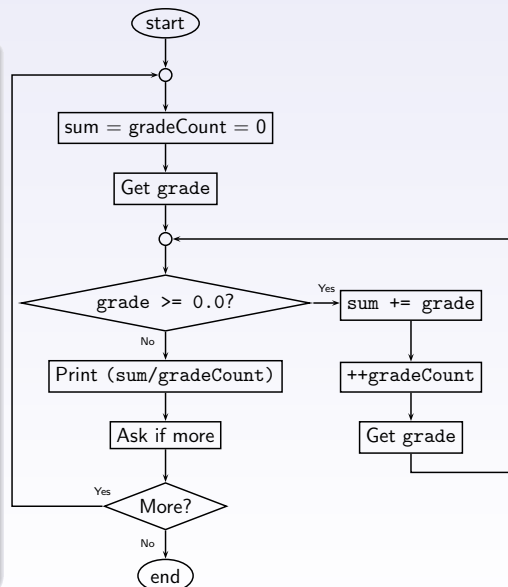 start
sum = gradeCount = 0
Get grade
grade >= 0.0?
Yes
sum += grade
No
Print (sum/gradeCount)
++gradeCount
Ask if more
Get grade
Yes
More?
No
end